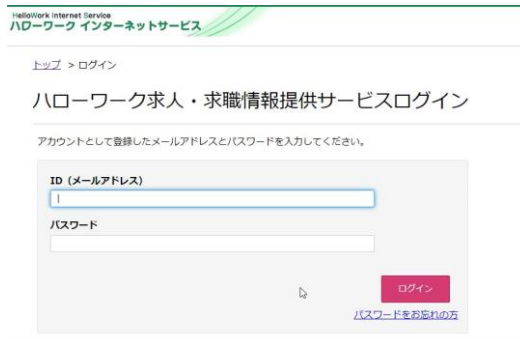 HelloWork Internet Service
ハローワーク インターネットサービス
トップ > ログイン
ハローワーク求人・求職情報提供サービスログイン
アカウントとして登録したメールアドレスとパスワードを入力してください。
ID（メールアドレス）
パスワード
ログイン
パスワードをお忘れの方